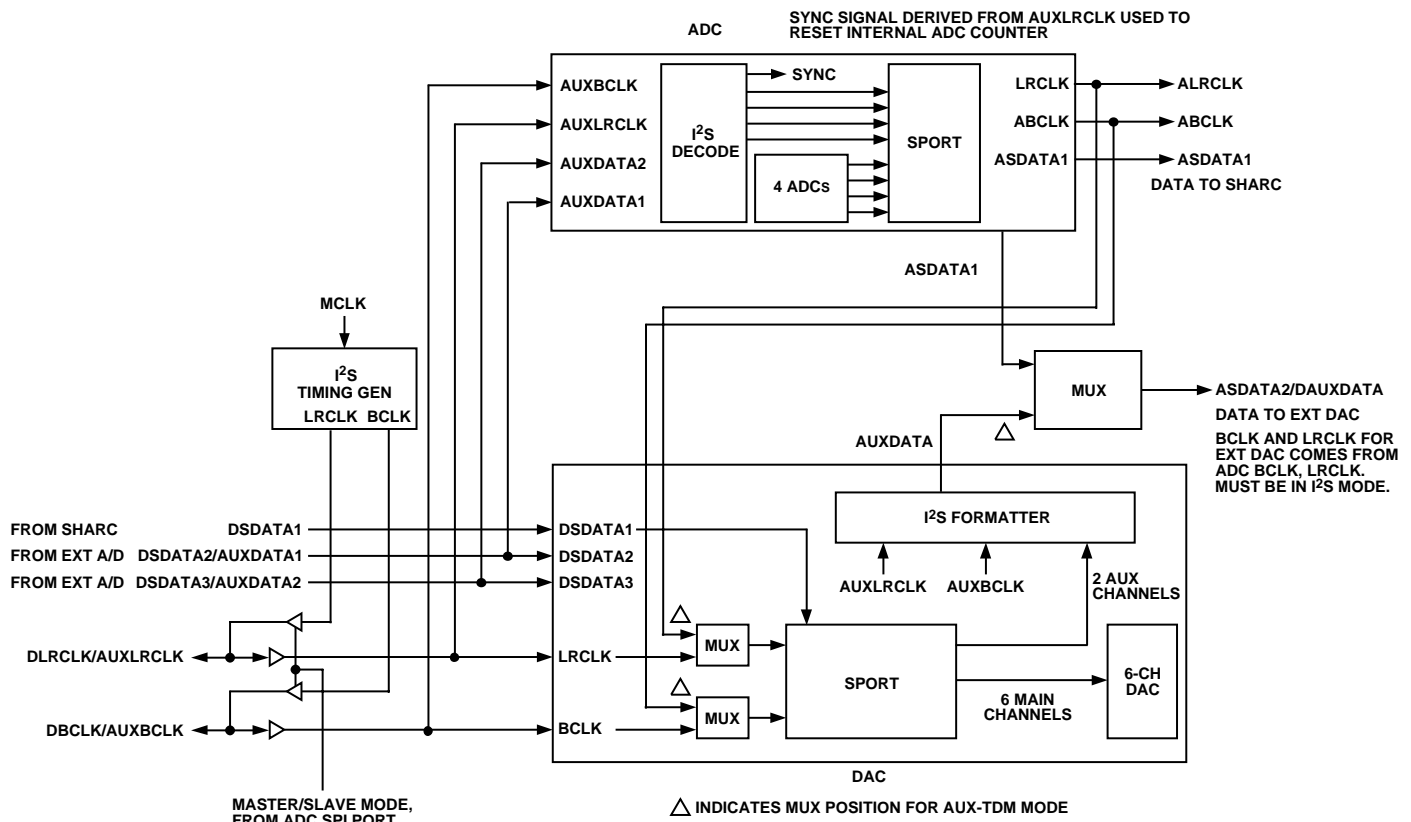 SYNC SIGNAL DERIVED FROM AUXLRCLK USED TO
RESET INTERNAL ADC COUNTER
ADC
AUXBCLK
AUXLRCLK
AUXDATA2
AUXDATA1
I2S
DECODE
SYNC
4 ADCs
SPORT
LRCLK
ABCLK
ASDATA1
ALRCLK
ABCLK
ASDATA1
DATA TO SHARC
ASDATA1
MCLK
I2S
TIMING GEN
LRCLK BCLK
MUX
ASDATA2/DAUXDATA
DATA TO EXT DAC
BCLK AND LRCLK FOR
EXT DAC COMES FROM
ADC BCLK, LRCLK.
MUST BE IN I2S MODE.
AUXDATA
I2S FORMATTER
FROM SHARC DSDATA1
FROM EXT A/D DSDATA2/AUXDATA1
FROM EXT A/D DSDATA3/AUXDATA2
DSDATA1
DSDATA2
DSDATA3
AUXLRCLK
AUXBCLK
2 AUX
CHANNELS
DLRCLK/AUXLRCLK
LRCLK
MUX
SPORT
6-CH
DAC
6 MAIN
CHANNELS
DBCLK/AUXBCLK
BCLK
MUX
DAC
MASTER/SLAVE MODE,
FROM ADC SPI PORT
△ INDICATES MUX POSITION FOR AUX-TDM MODE